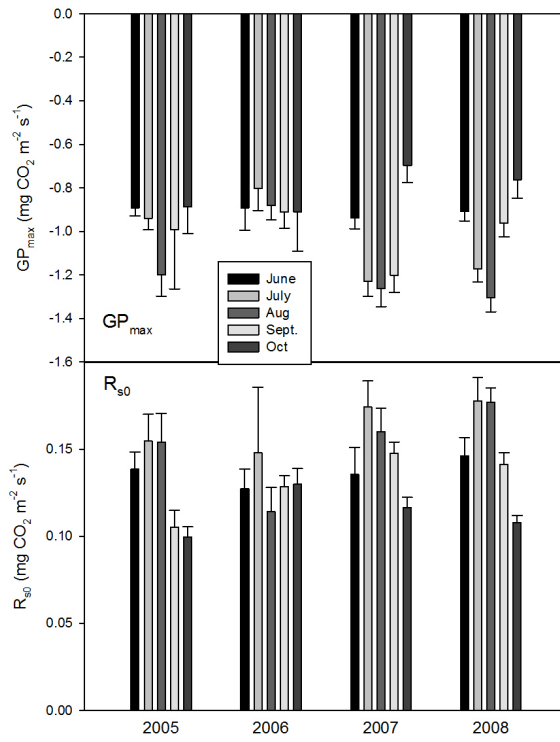 0.0
-0.2
-0.4
-0.6
-0.8
-1.0
-1.2
-1.4
-1.6
GPmax (mg CO2 m-2 s-1)
GPmax
June
July
Aug
Sept.
Oct
Rs0
0.15
0.10
0.05
0.00
Rs0 (mg CO2 m-2 s-1)
2005 2006 2007 2008